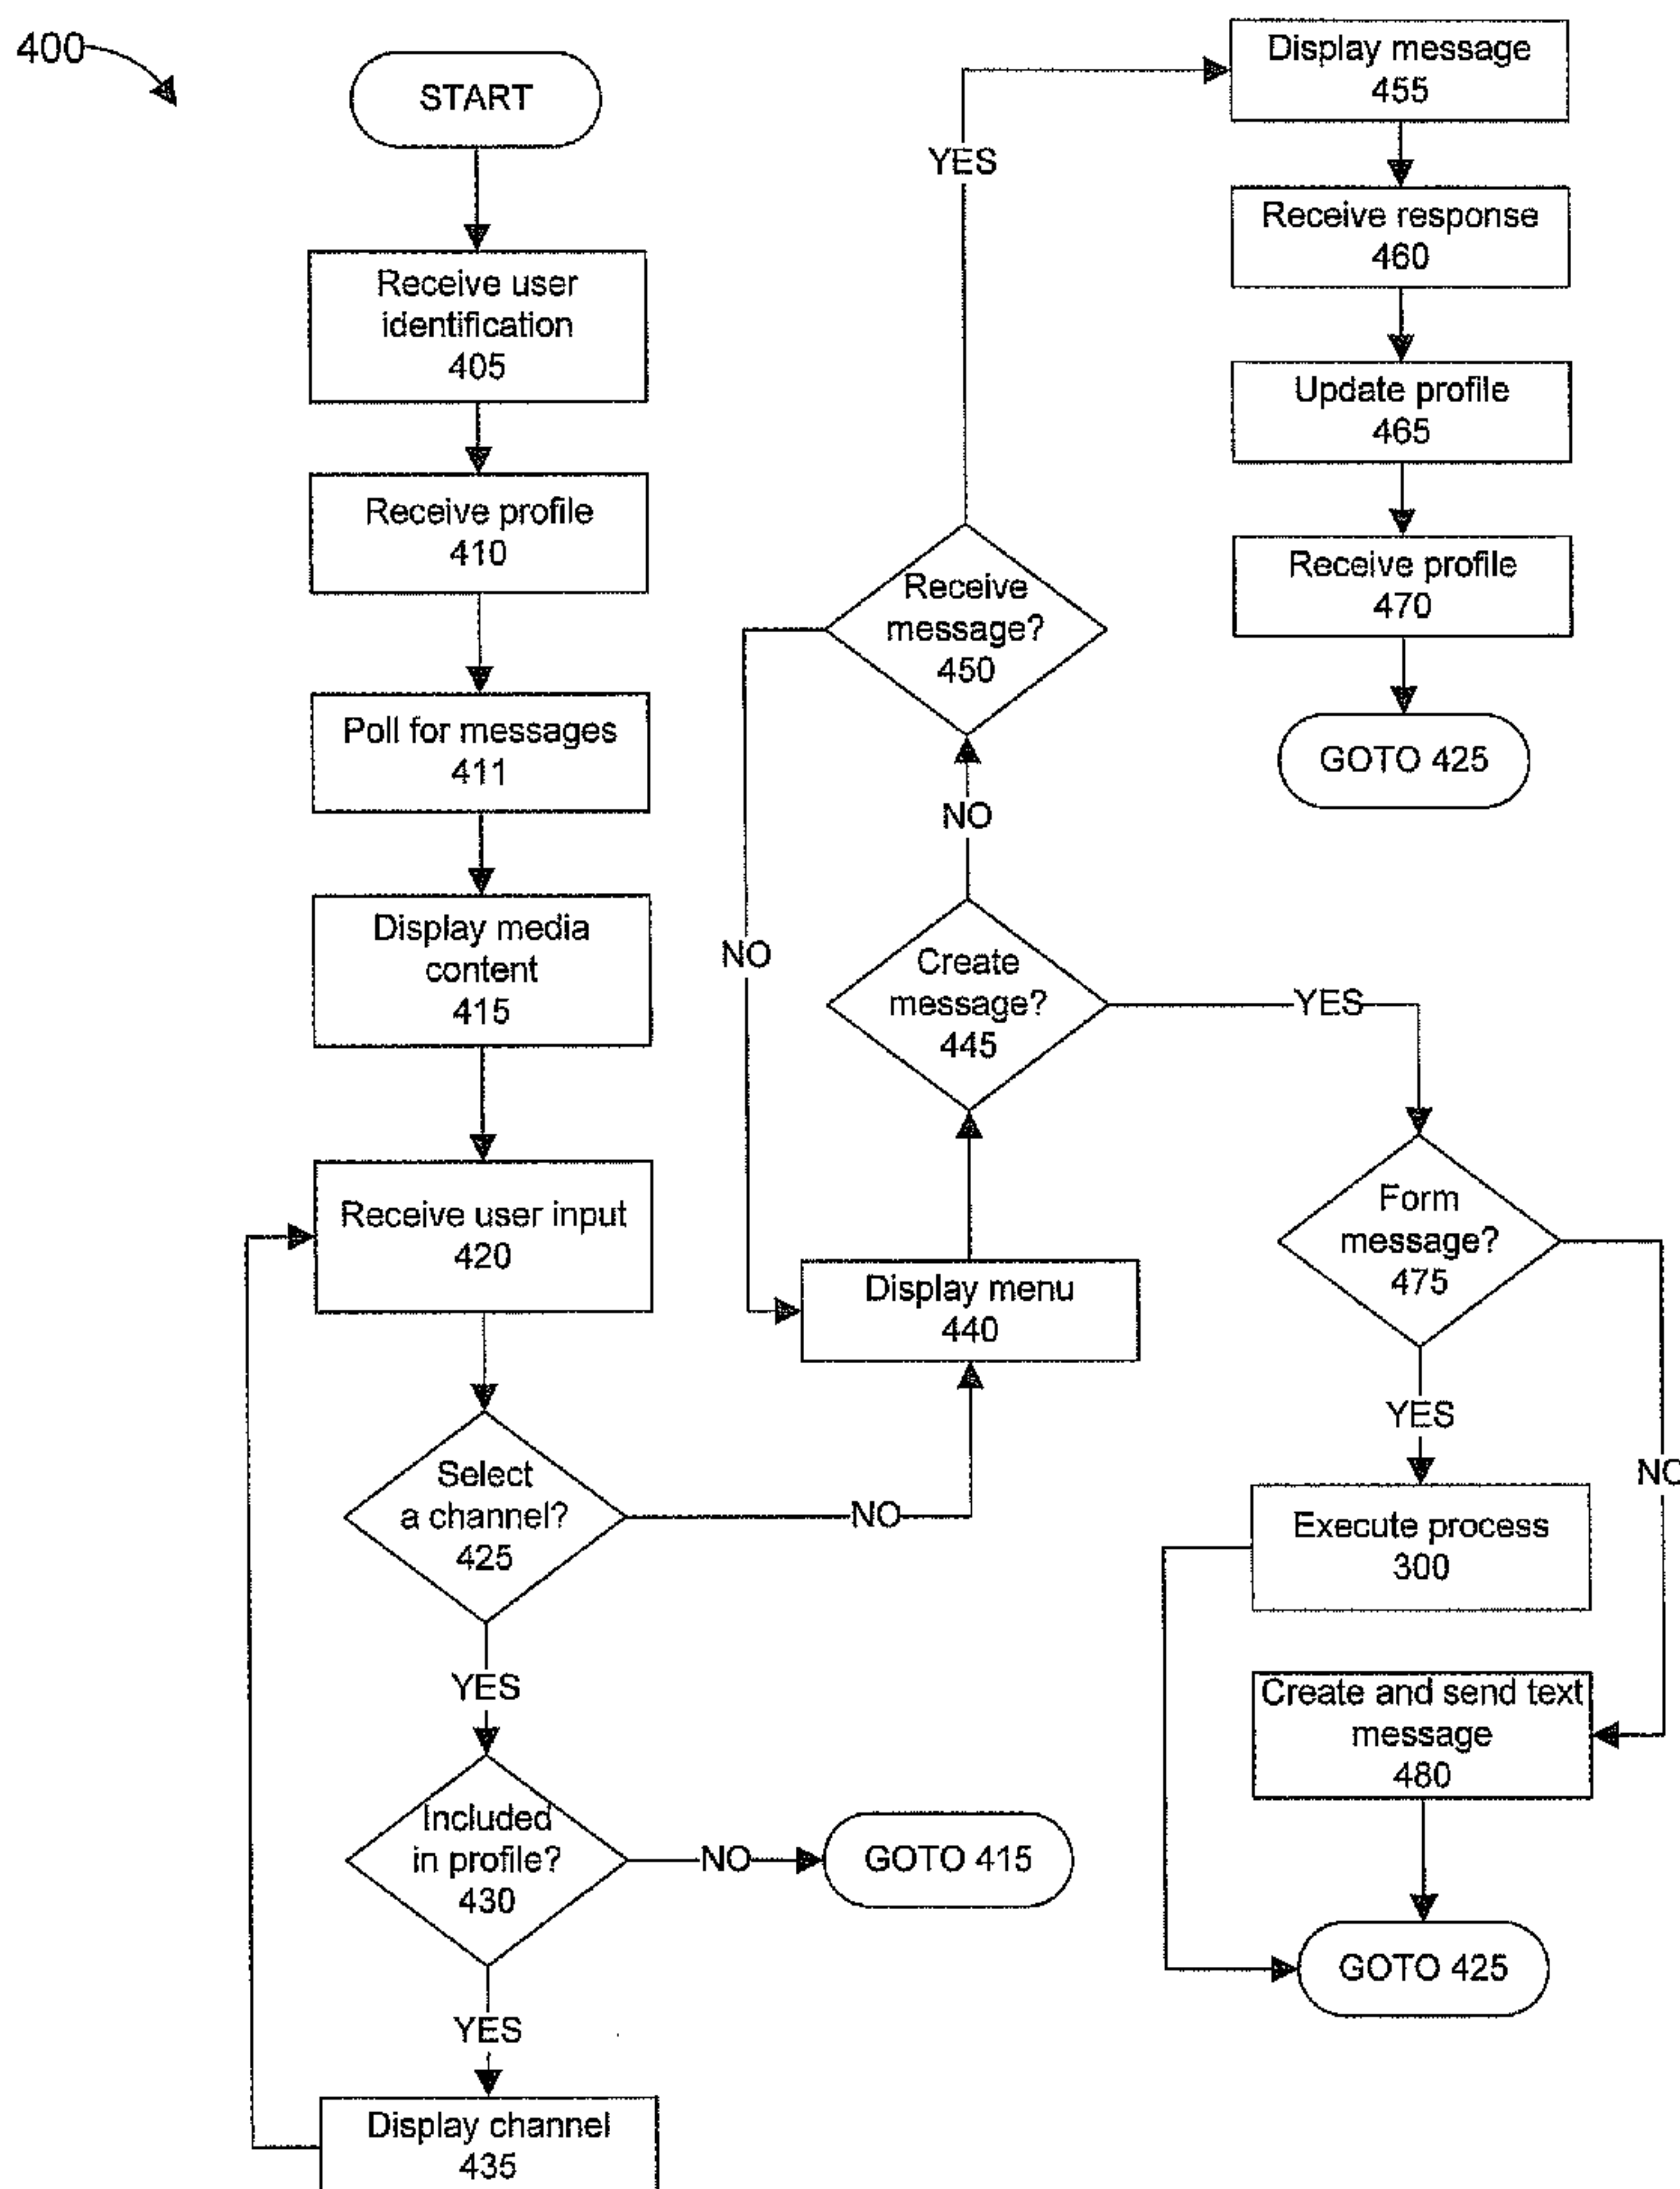 400
START
Receive user
identification
405
Receive profile
410
Poll for messages
411
Display media
content
415
Receive user input
420
Select
a channel?
425
NO
YES
Included
in profile?
430
NO
GOTO 415
YES
Display channel
435
Display menu
440
Create
message?
445
NO
YES
Receive
message?
450
NO
YES
Display message
455
Receive response
460
Update profile
465
Receive profile
470
GOTO 425
Form
message?
475
YES
NO
Execute process
300
Create and send text
message
480
GOTO 425